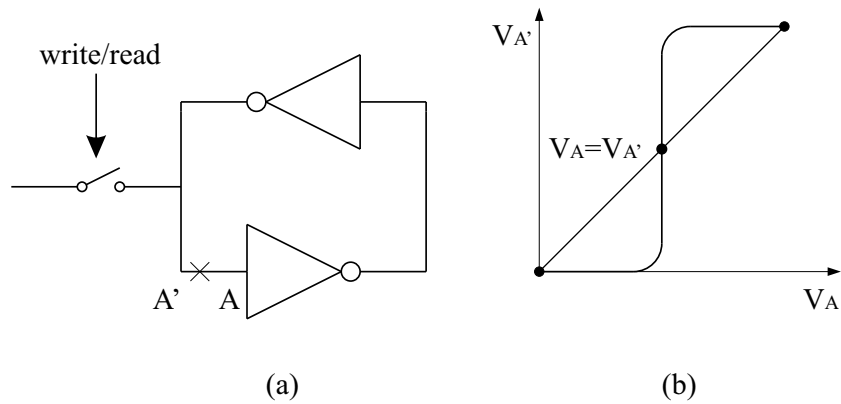 write/read
A’
A
(a)
VA’
VA=VA’
VA
(b)